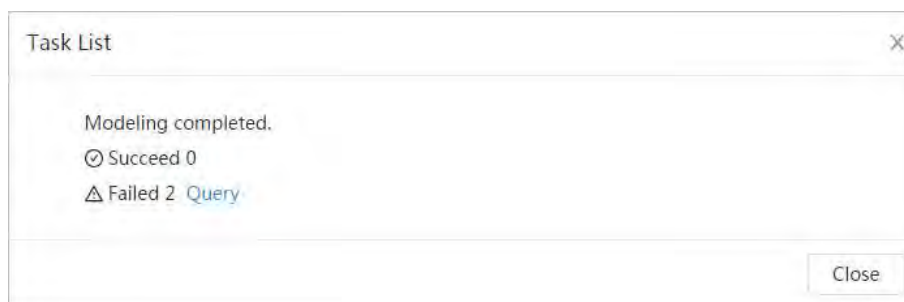 Task List
Modeling completed.
Succeed 0
Failed 2 Query
Close